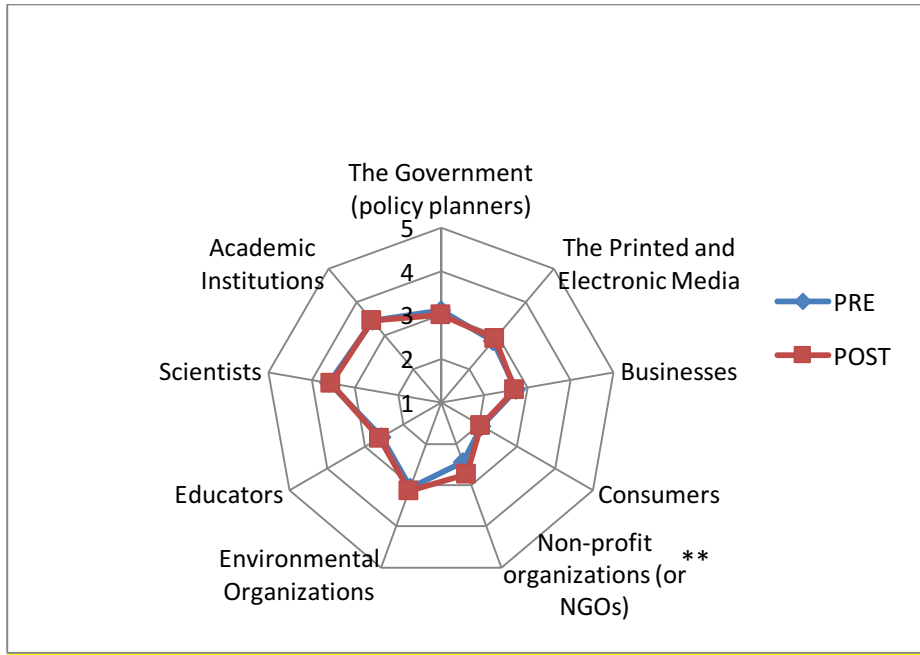 The Government
(policy planners)
The Printed and
Electronic Media
Businesses
Consumers
Non-profit
organizations (or
NGOs)
**
Environmental
Organizations
Educators
Scientists
Academic
Institutions
5
4
3
2
1
PRE
POST